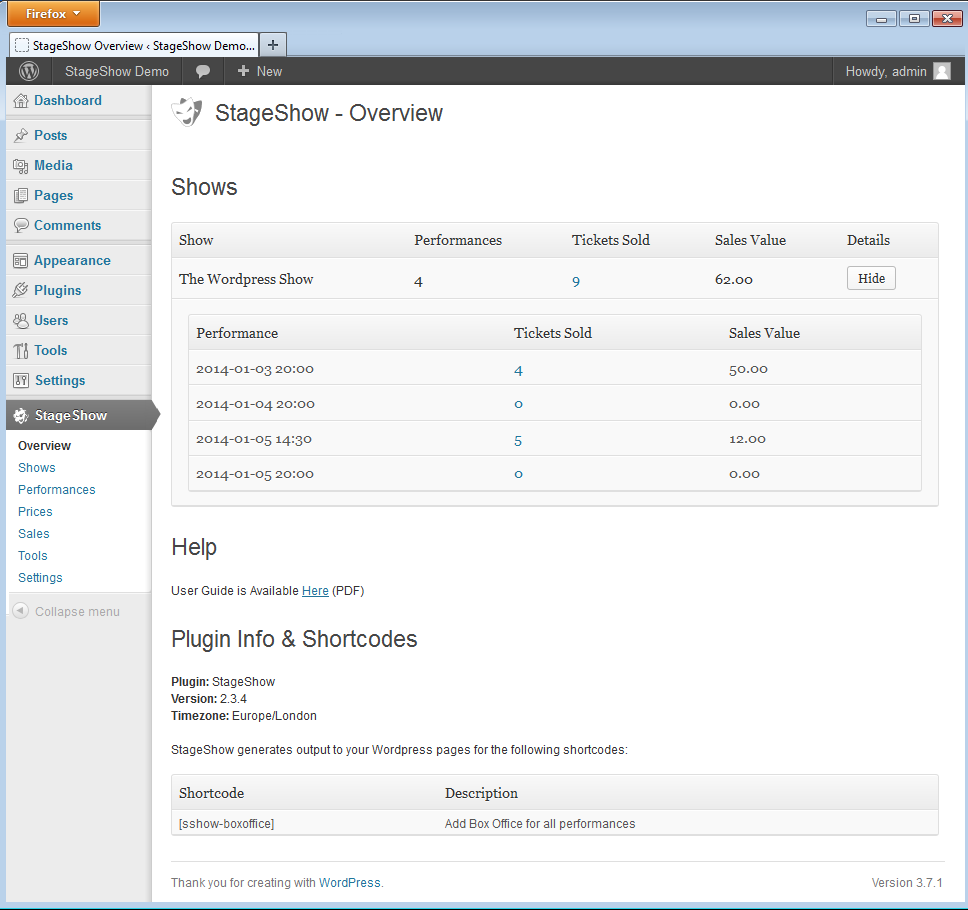 Firefox
StageShow Overview ‹ StageShow Demo...
StageShow Demo
New
Howdy, admin
Dashboard
Posts
Media
Pages
Comments
Appearance
Plugins
Users
Tools
Settings
StageShow
Overview
Shows
Performances
Prices
Sales
Tools
Settings
Collapse menu
StageShow - Overview
Shows
Show Performances Tickets Sold Sales Value Details
The Wordpress Show 4 9 62.00 Hide
Performance Tickets Sold Sales Value
2014-01-03 20:00 4 50.00
2014-01-04 20:00 0 0.00
2014-01-05 14:30 5 12.00
2014-01-05 20:00 0 0.00
Help
User Guide is Available Here (PDF)
Plugin Info & Shortcodes
Plugin: StageShow
Version: 2.3.4
Timezone: Europe/London
StageShow generates output to your Wordpress pages for the following shortcodes:
Shortcode Description
[sshow-boxoffice] Add Box Office for all performances
Thank you for creating with WordPress. Version 3.7.1